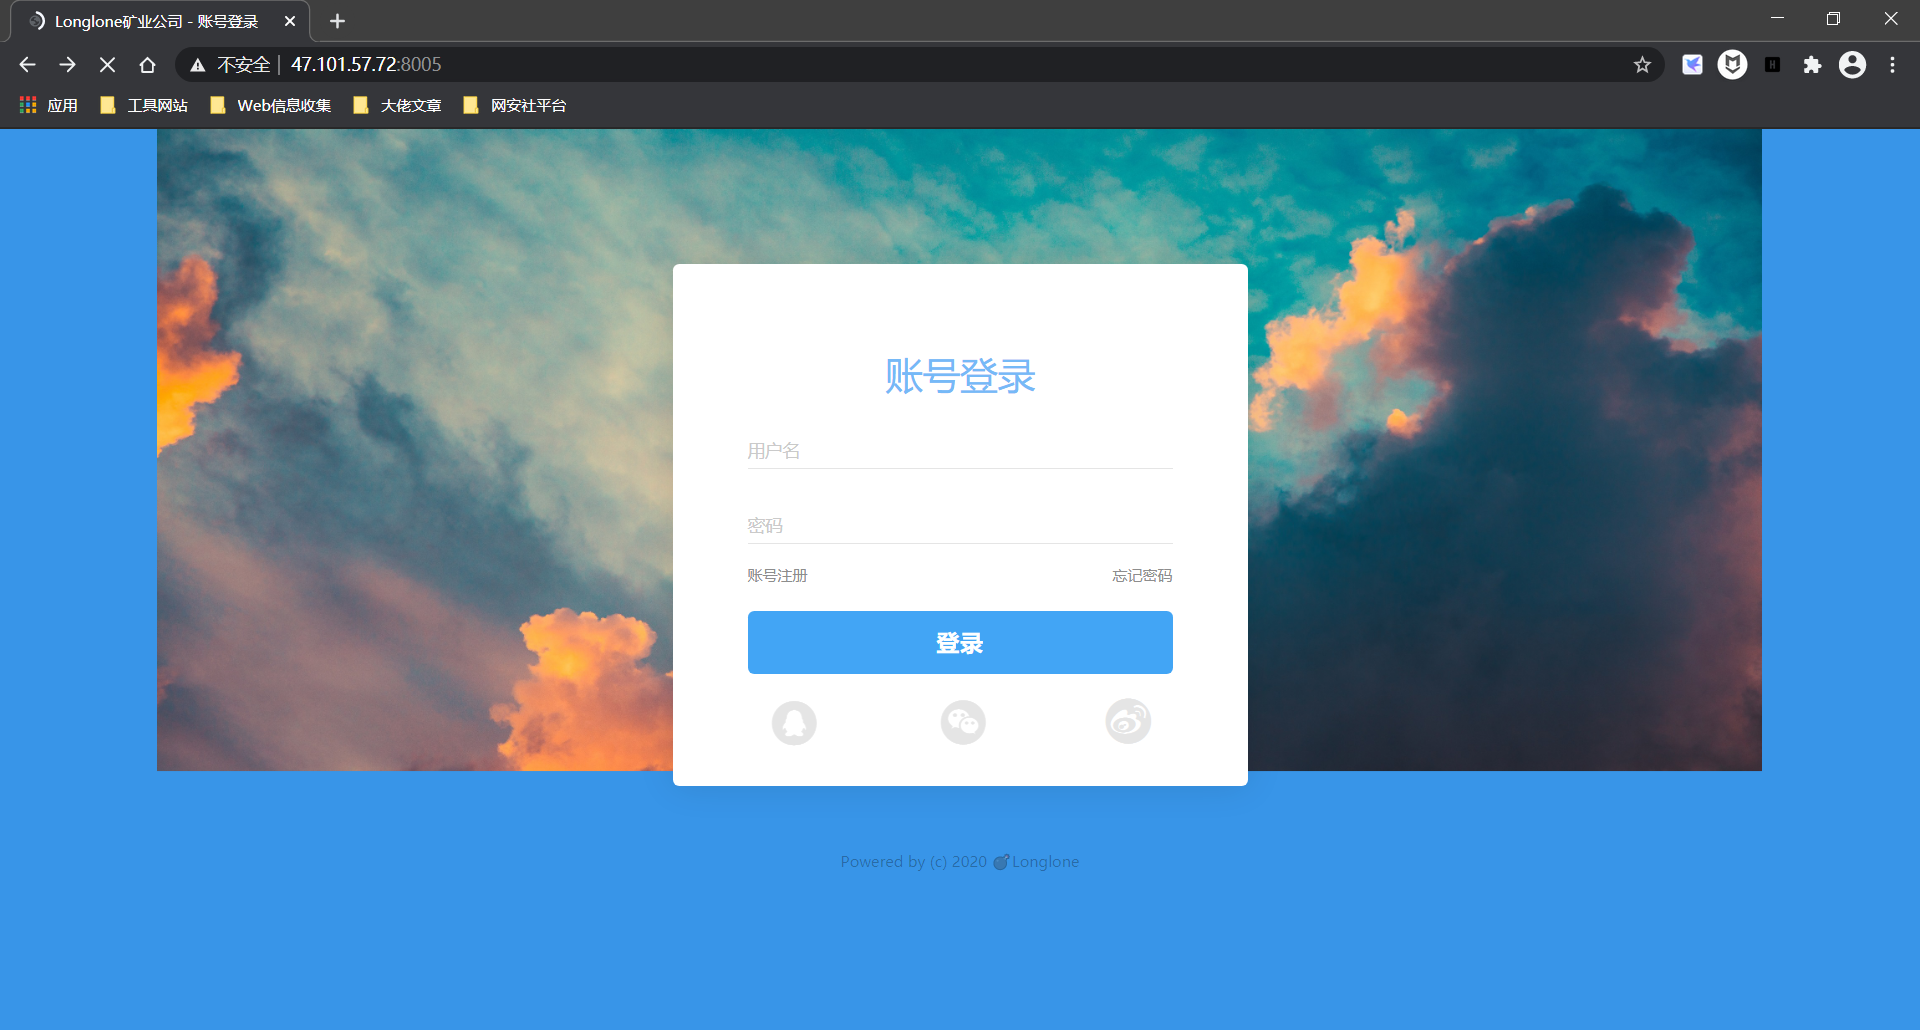 Longlone矿业公司 - 账号登录
不安全 | 47.101.57.72:8005
应用 工具网站 Web信息收集 大佬文章 网安社平台
账号登录
用户名
密码
账号注册 忘记密码
登录
Powered by (c) 2020 Longlone